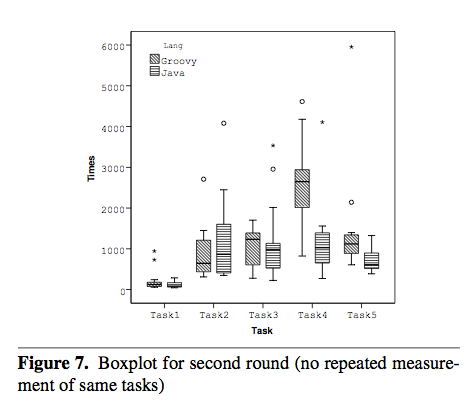 Lang
Groovy
Java
6000
5000
4000
3000
2000
1000
0
Times
Task1 Task2 Task3 Task4 Task5
Task
Figure 7. Boxplot for second round (no repeated measure-
ment of same tasks)